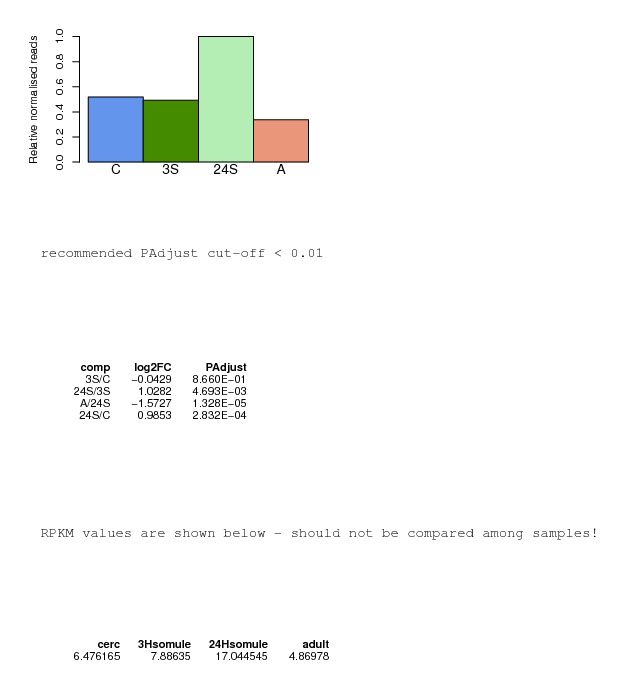 Relative normalised reads
1.0
0.8
0.6
0.4
0.2
0.0
C 3S 24S A
recommended PAdjust cut-off < 0.01
comp log2FC PAdjust
3S/C −0.0429 8.660E−01
24S/3S 1.0282 4.693E−03
A/24S −1.5727 1.328E−05
24S/C 0.9853 2.832E−04
RPKM values are shown below - should not be compared among samples!
cerc 3Hsomule 24Hsomule adult
6.476165 7.88635 17.044545 4.86978